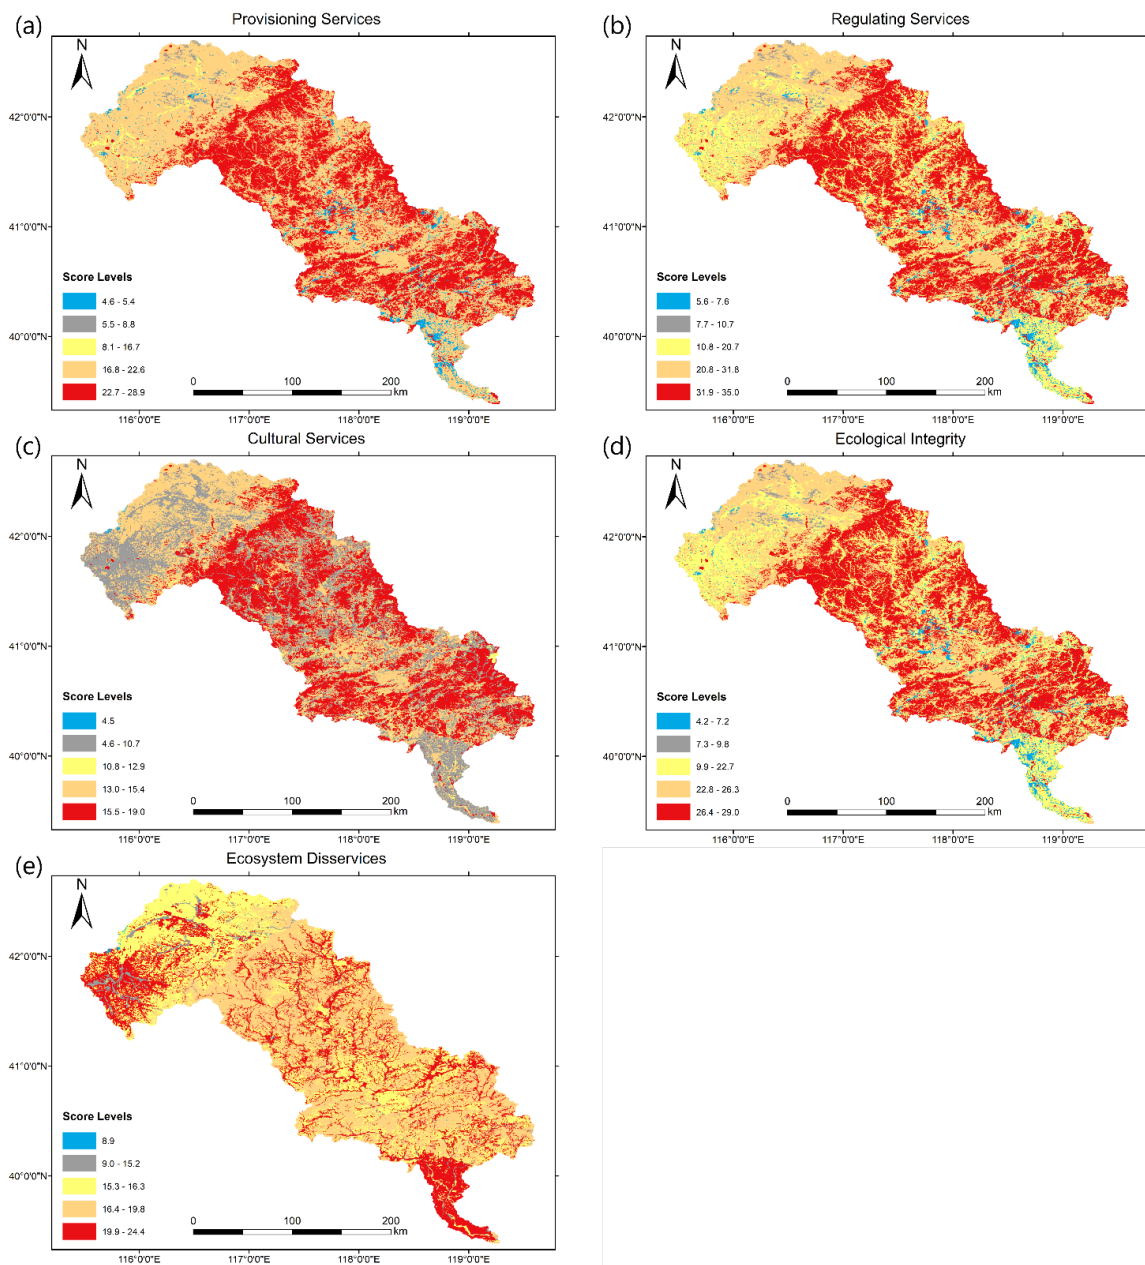 (a)
Provisioning Services
N
42°0'0"N
41°0'0"N
40°0'0"N
Score Levels
4.6 - 5.4
5.5 - 8.8
8.1 - 16.7
16.8 - 22.6
22.7 - 28.9
0 100 200
km
116°0'0"E 117°0'0"E 118°0'0"E 119°0'0"E
(b)
Regulating Services
N
42°0'0"N
41°0'0"N
40°0'0"N
Score Levels
5.6 - 7.6
7.7 - 10.7
10.8 - 20.7
20.8 - 31.8
31.9 - 35.0
0 100 200
km
116°0'0"E 117°0'0"E 118°0'0"E 119°0'0"E
(c)
Cultural Services
N
42°0'0"N
41°0'0"N
40°0'0"N
Score Levels
4.5
4.6 - 10.7
10.8 - 12.9
13.0 - 15.4
15.5 - 19.0
0 100 200
km
116°0'0"E 117°0'0"E 118°0'0"E 119°0'0"E
(d)
Ecological Integrity
N
42°0'0"N
41°0'0"N
40°0'0"N
Score Levels
4.2 - 7.2
7.3 - 9.8
9.9 - 22.7
22.8 - 26.3
26.4 - 29.0
0 100 200
km
116°0'0"E 117°0'0"E 118°0'0"E 119°0'0"E
(e)
Ecosystem Disservices
N
42°0'0"N
41°0'0"N
40°0'0"N
Score Levels
8.9
9.0 - 15.2
15.3 - 16.3
16.4 - 19.8
19.9 - 24.4
0 100 200
km
116°0'0"E 117°0'0"E 118°0'0"E 119°0'0"E